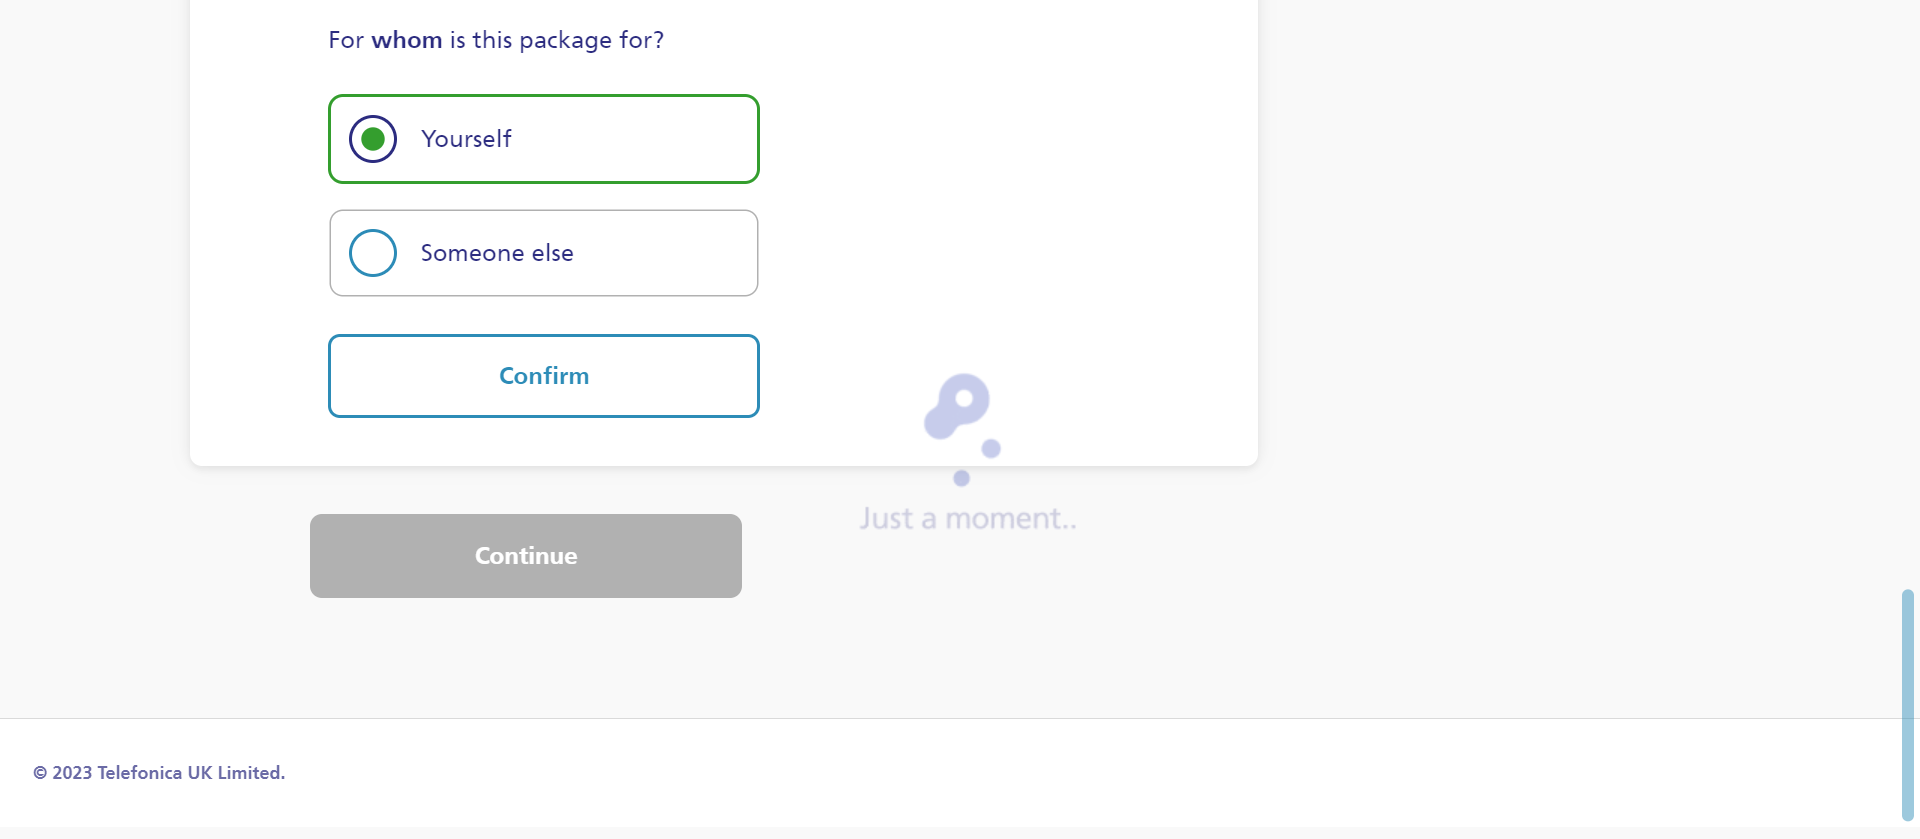 For whom is this package for?
Yourself
Someone else
Confirm
Just a moment..
Continue
© 2023 Telefonica UK Limited.